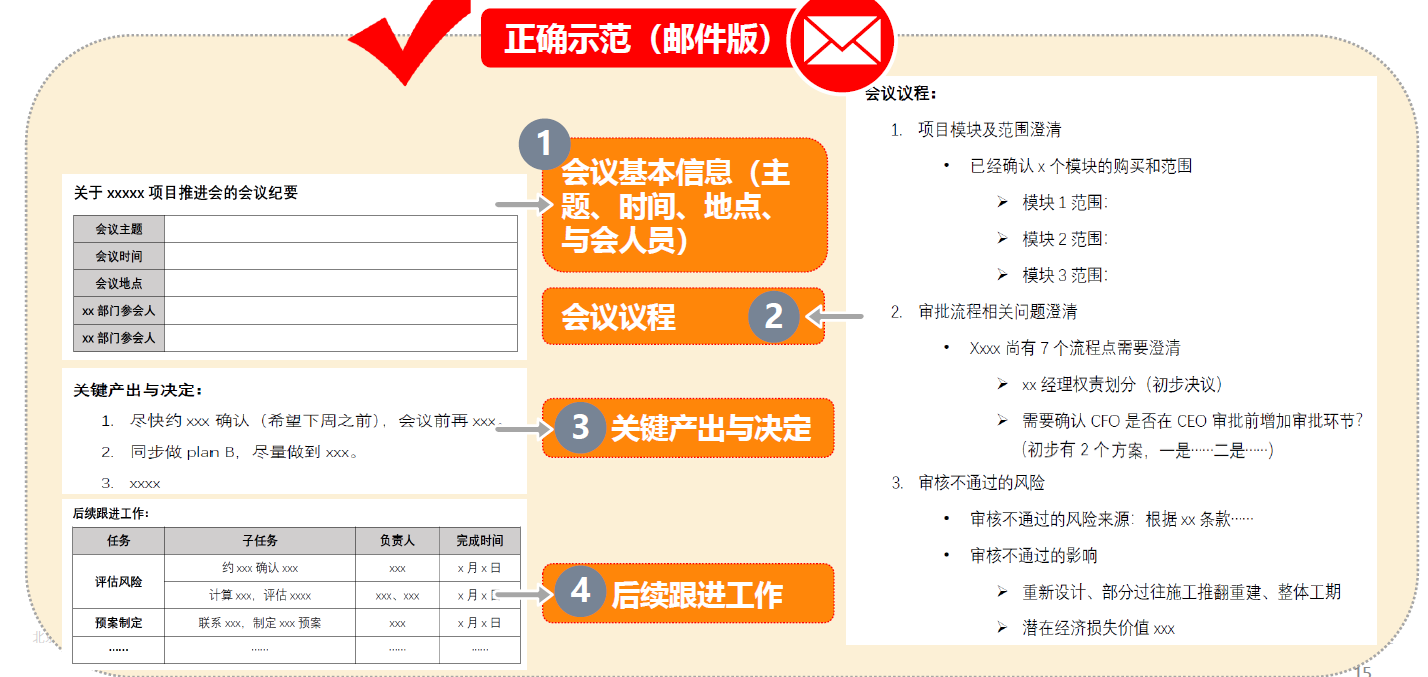 正确示范（邮件版）
关于 xxxxx 项目推进会的会议纪要
会议主题
会议时间
会议地点
xx 部门参会人
xx 部门参会人
1
会议基本信息（主
题、时间、地点、
与会人员）
会议议程
2
关键产出与决定：
1. 尽快约 xxx 确认（希望下周之前），会议前再 xxx。
2. 同步做 plan B，尽量做到 xxx。
3. xxxx
3
关键产出与决定
后续跟进工作：
任务 子任务 负责人 完成时间
评估风险 约 xxx 确认 xxx xxx x 月 x 日
计算 xxx，评估 xxxx xxx、xxx x 月 x 日
预案制定 联系 xxx，制定 xxx 预案 xxx x 月 x 日
…… …… …… ……
4
后续跟进工作
会议议程：
1. 项目模块及范围澄清
• 已经确认 x 个模块的购买和范围
➢ 模块 1 范围：
➢ 模块 2 范围：
➢ 模块 3 范围：
2. 审批流程相关问题澄清
• Xxxx 尚有 7 个流程点需要澄清
➢ xx 经理权责划分（初步决议）
➢ 需要确认 CFO 是否在 CEO 审批前增加审批环节？
（初步有 2 个方案，一是……二是……）
3. 审核不通过的风险
• 审核不通过的风险来源：根据 xx 条款……
• 审核不通过的影响
➢ 重新设计、部分过往施工推翻重建、整体工期
➢ 潜在经济损失价值 xxx
15